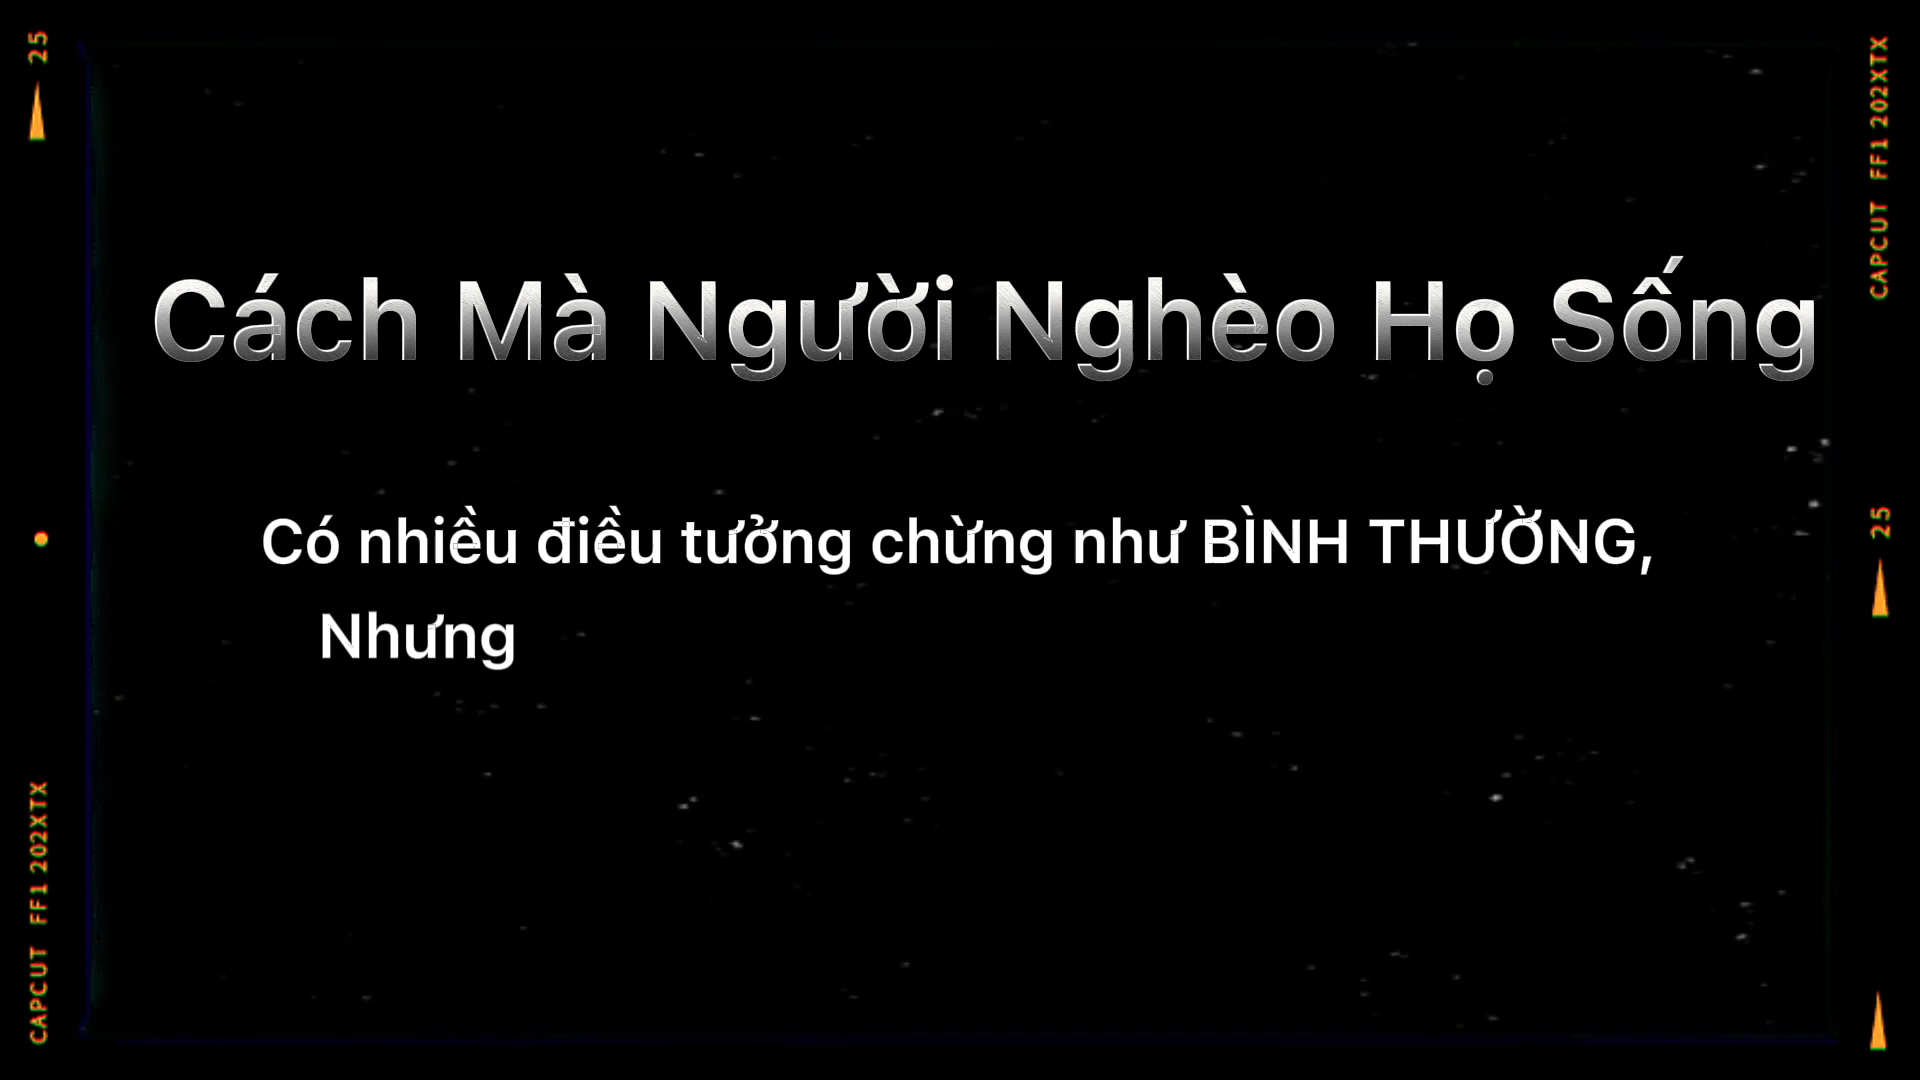 25
CAPCUT FF1 202XTX
Cách Mà Người Nghèo Họ Sống
Có nhiều điều tưởng chừng như BÌNH THƯỜNG,
Nhưng
25
CAPCUT FF1 202XTX